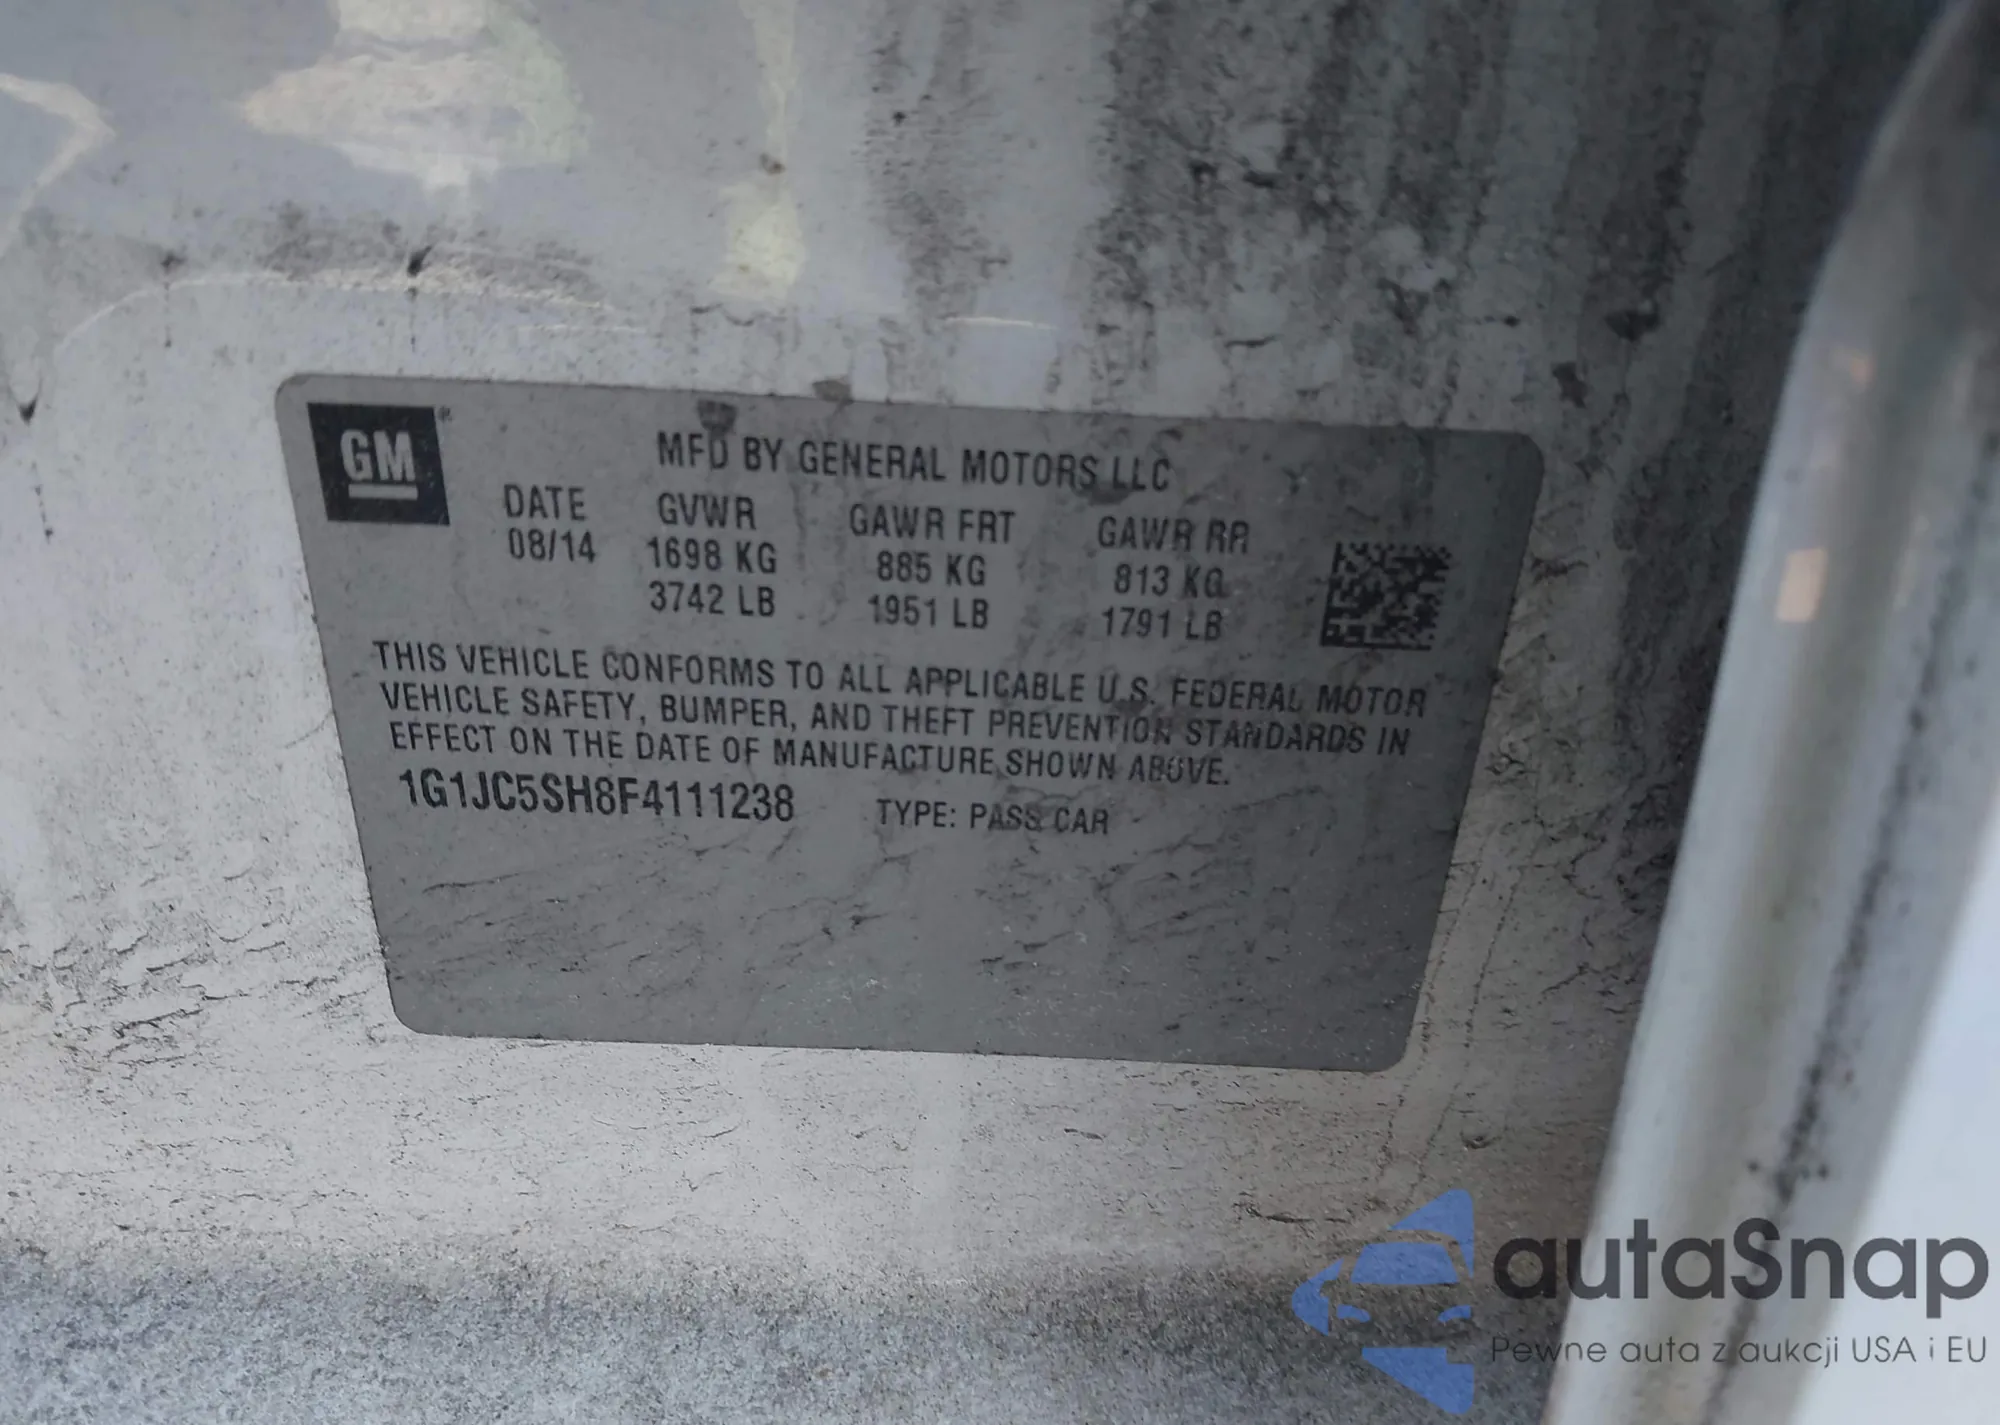 GM
MFD BY GENERAL MOTORS LLC
DATE GVWR GAWR FRT GAWR RR
08/14 1698 KG 885 KG 813 KG
3742 LB 1951 LB 1791 LB
THIS VEHICLE CONFORMS TO ALL APPLICABLE U.S. FEDERAL MOTOR
VEHICLE SAFETY, BUMPER, AND THEFT PREVENTION STANDARDS IN
EFFECT ON THE DATE OF MANUFACTURE SHOWN ABOVE.
1G1JC5SH8F4111238 TYPE: PASS CAR
autaSnap
Pewne auta z aukcji USA i EU